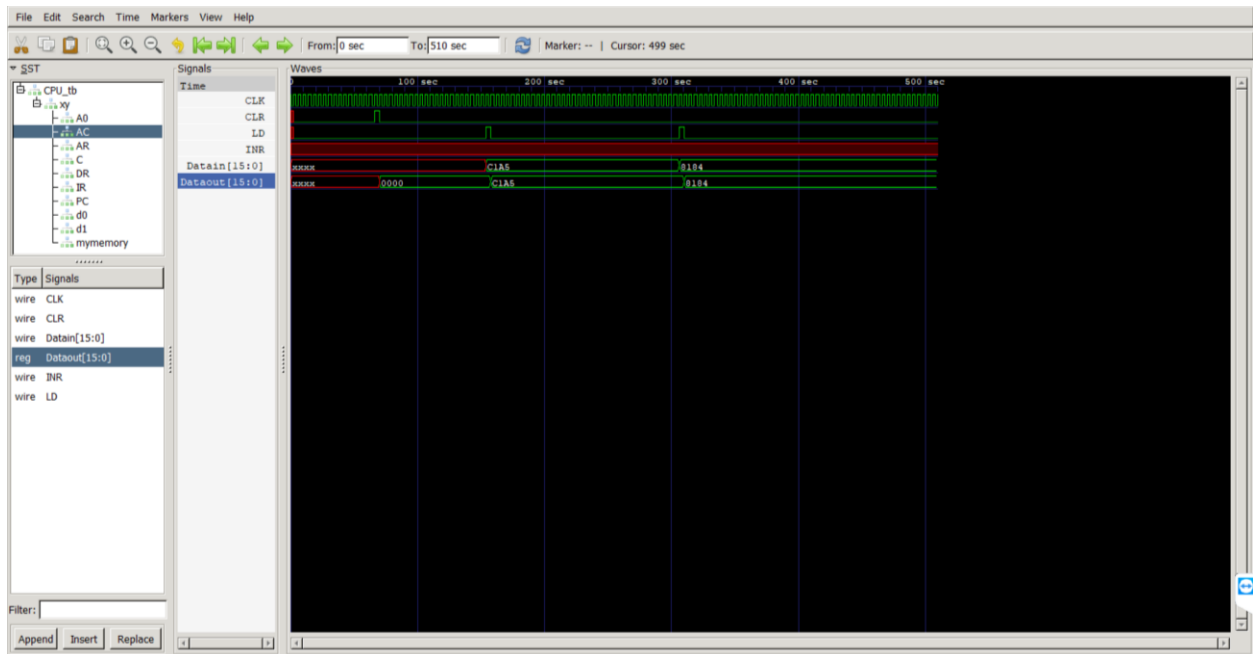 File Edit Search Time Markers View Help
From: 0 sec To: 510 sec Marker: -- | Cursor: 499 sec
SST
CPU_tb
xy
A0
AC
AR
C
DR
IR
PC
d0
d1
mymemory
Type Signals
wire CLK
wire CLR
wire Datain[15:0]
reg Dataout[15:0]
wire INR
wire LD
Filter:
Append Insert Replace
Signals
Time
CLK
CLR
LD
INR
Datain[15:0]
Dataout[15:0]
Waves
0 100 sec 200 sec 300 sec 400 sec 500 sec
xxxx C1A5 8184
xxxx 0000 C1A5 8184